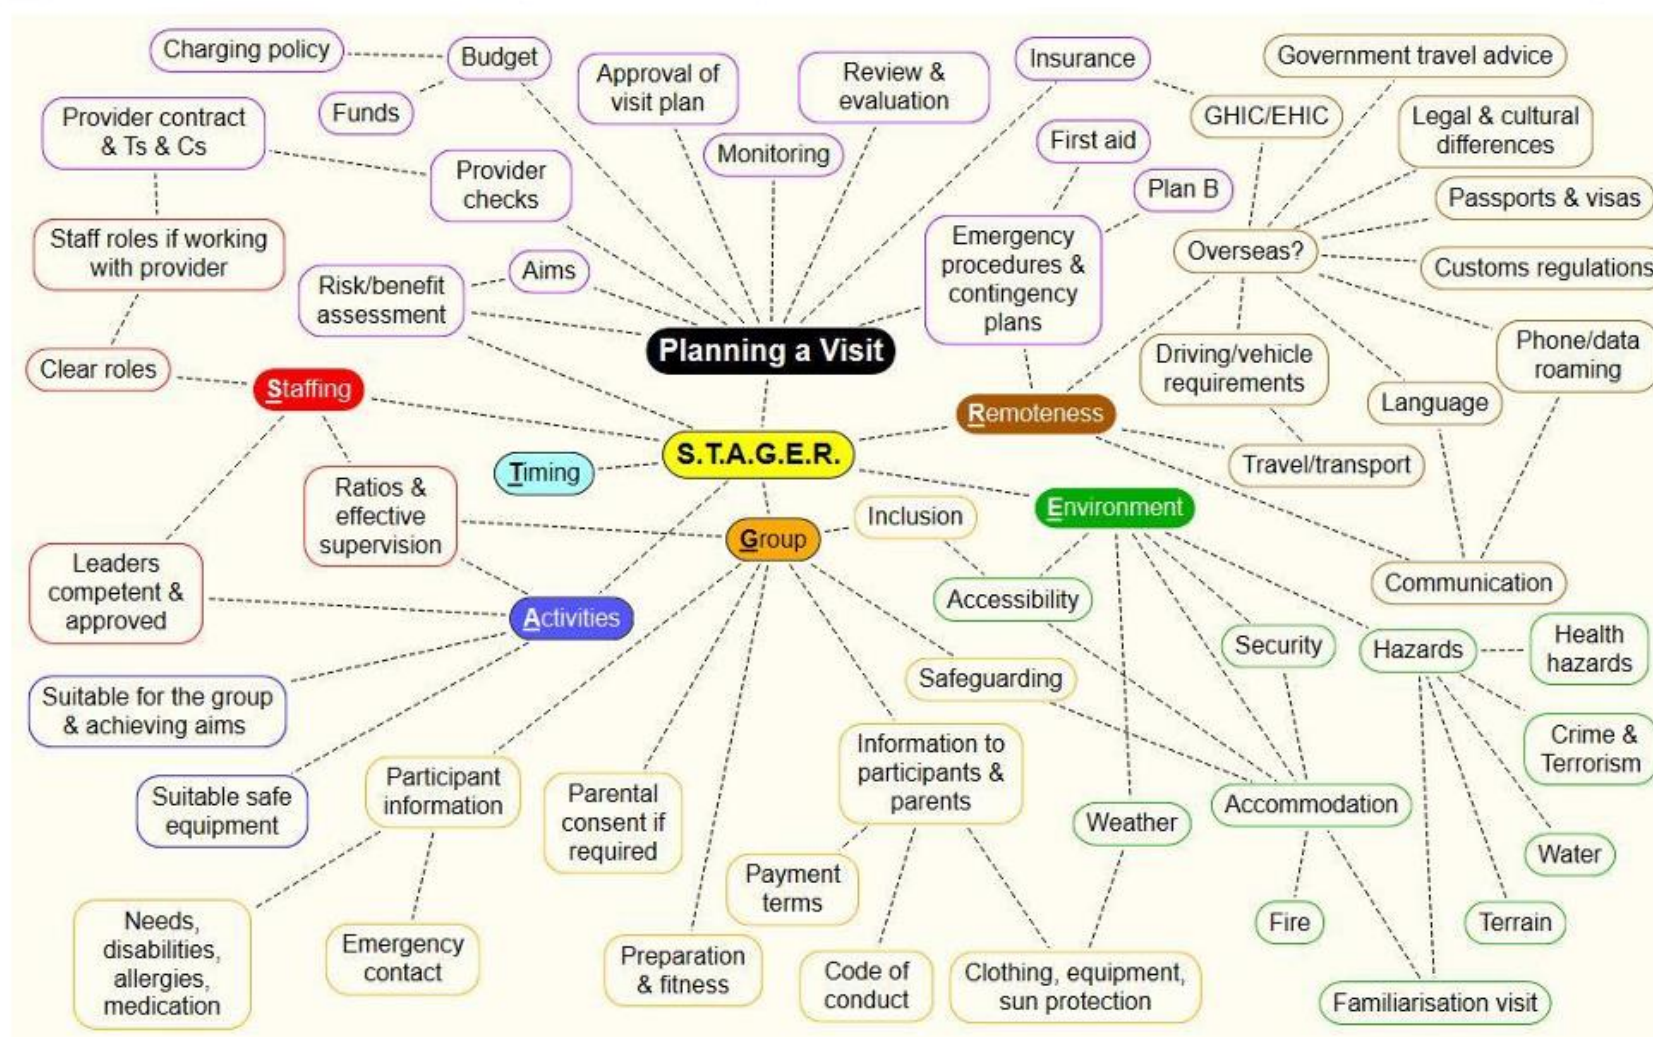 Charging policy
Budget
Funds
Approval of
visit plan
Review &
evaluation
Monitoring
Insurance
Government travel advice
GHIC/EHIC
Legal & cultural
differences
First aid
Plan B
Passports & visas
Provider contract
& Ts & Cs
Provider
checks
Staff roles if working
with provider
Aims
Risk/benefit
assessment
Emergency
procedures &
contingency
plans
Overseas?
Customs regulations
Phone/data
roaming
Driving/vehicle
requirements
Language
Planning a Visit
Clear roles
Staffing
Remoteness
Travel/transport
S.T.A.G.E.R.
Timing
Ratios &
effective
supervision
Group
Inclusion
Environment
Communication
Leaders
competent &
approved
Activities
Accessibility
Security
Hazards
Health
hazards
Safeguarding
Suitable for the group
& achieving aims
Crime &
Terrorism
Suitable safe
equipment
Participant
information
Parental
consent if
required
Information to
participants &
parents
Weather
Accommodation
Water
Payment
terms
Fire
Terrain
Needs,
disabilities,
allergies,
medication
Emergency
contact
Preparation
& fitness
Code of
conduct
Clothing, equipment,
sun protection
Familiarisation visit